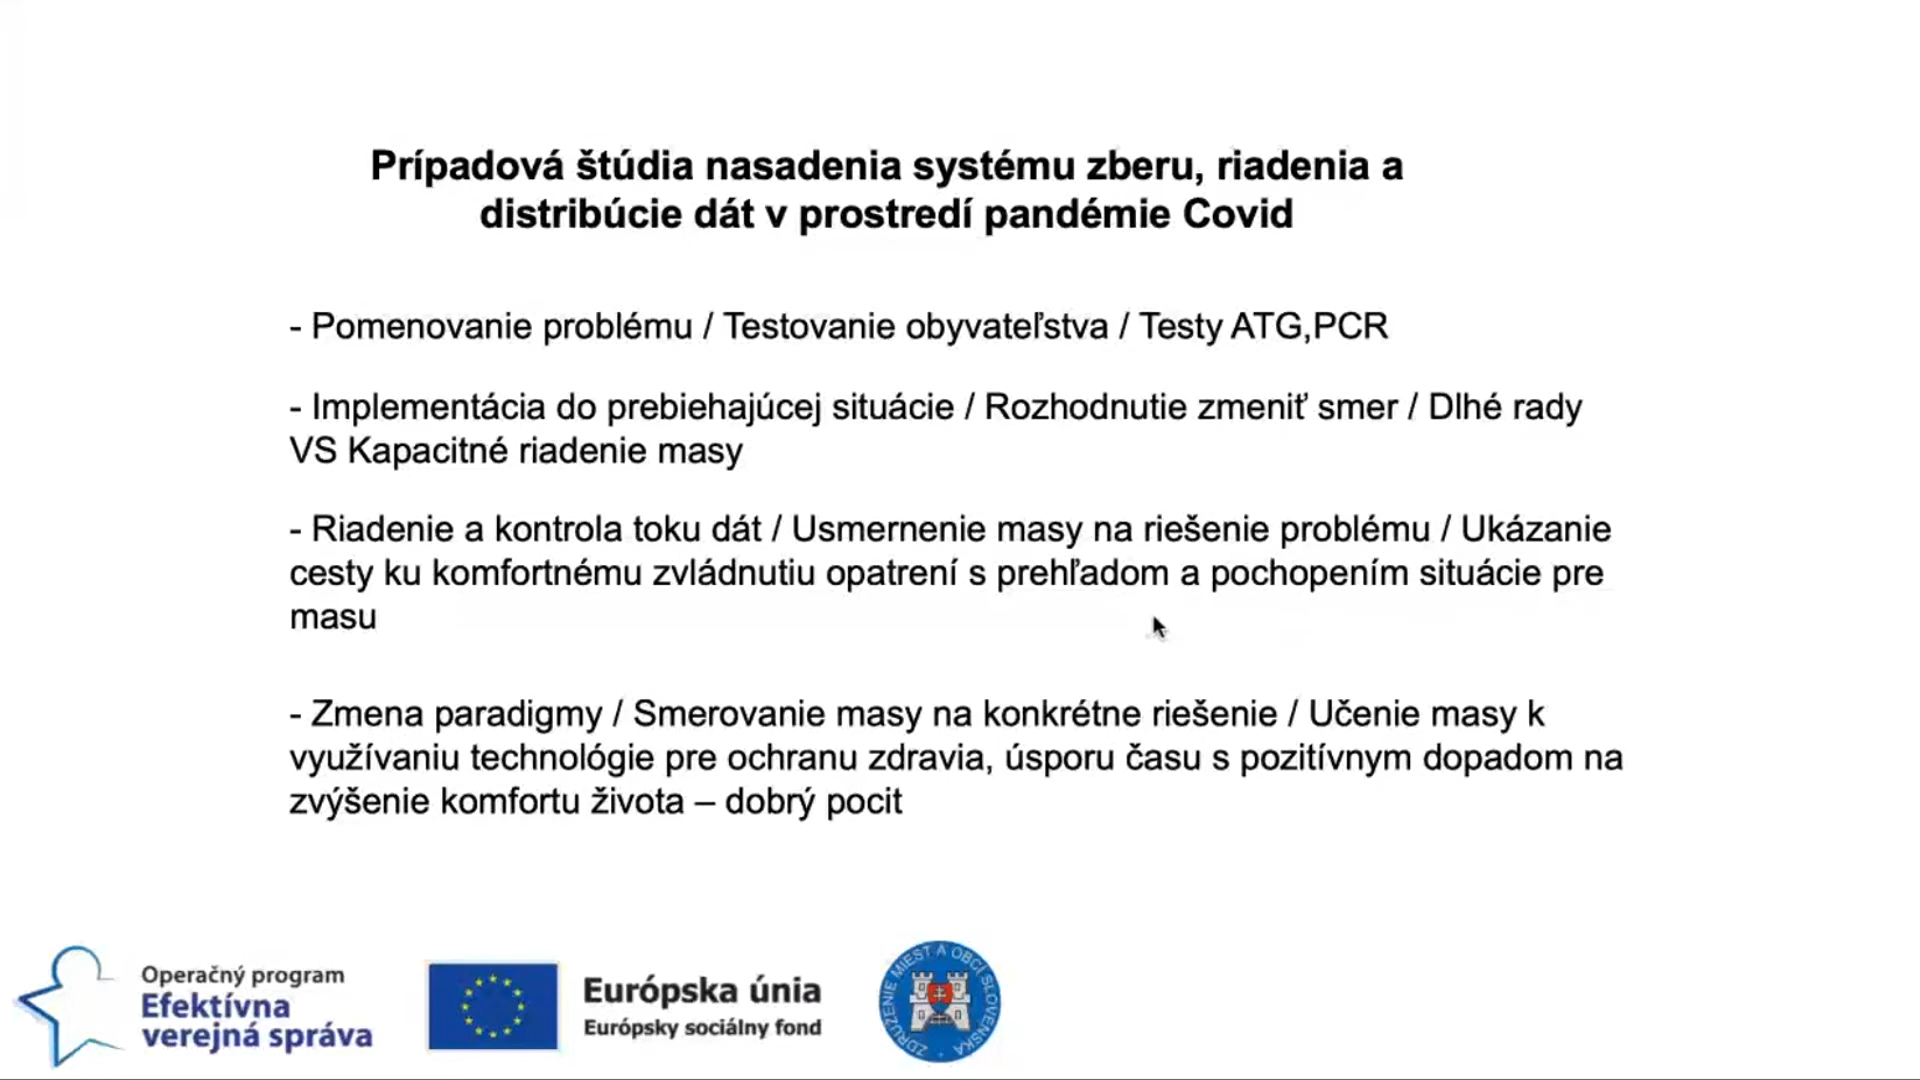 Prípadová štúdia nasadenia systému zberu, riadenia a
distribúcie dát v prostredí pandémie Covid
- Pomenovanie problému / Testovanie obyvateľstva / Testy ATG,PCR
- Implementácia do prebiehajúcej situácie / Rozhodnutie zmeniť smer / Dlhé rady
VS Kapacitné riadenie masy
- Riadenie a kontrola toku dát / Usmernenie masy na riešenie problému / Ukázanie
cesty ku komfortnému zvládnutiu opatrení s prehľadom a pochopením situácie pre
masu
- Zmena paradigmy / Smerovanie masy na konkrétne riešenie / Učenie masy k
využívaniu technológie pre ochranu zdravia, úsporu času s pozitívnym dopadom na
zvýšenie komfortu života – dobrý pocit
Operačný program
Efektívna
verejná správa
Európska únia
Európsky sociálny fond
ZDRUŽENIE MIEST A OBCÍ SLOVENSKA